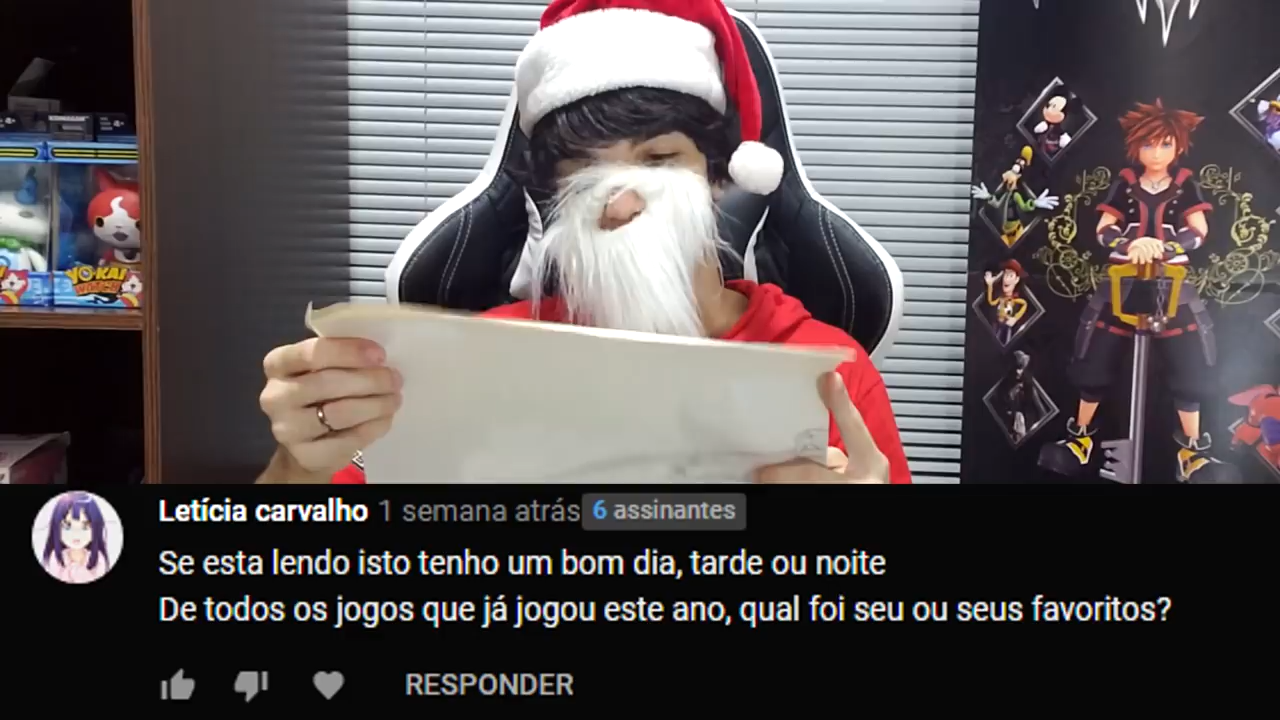 YO-KAI
WATCH
Letícia carvalho 1 semana atrás 6 assinantes
Se esta lendo isto tenho um bom dia, tarde ou noite
De todos os jogos que já jogou este ano, qual foi seu ou seus favoritos?
RESPONDER